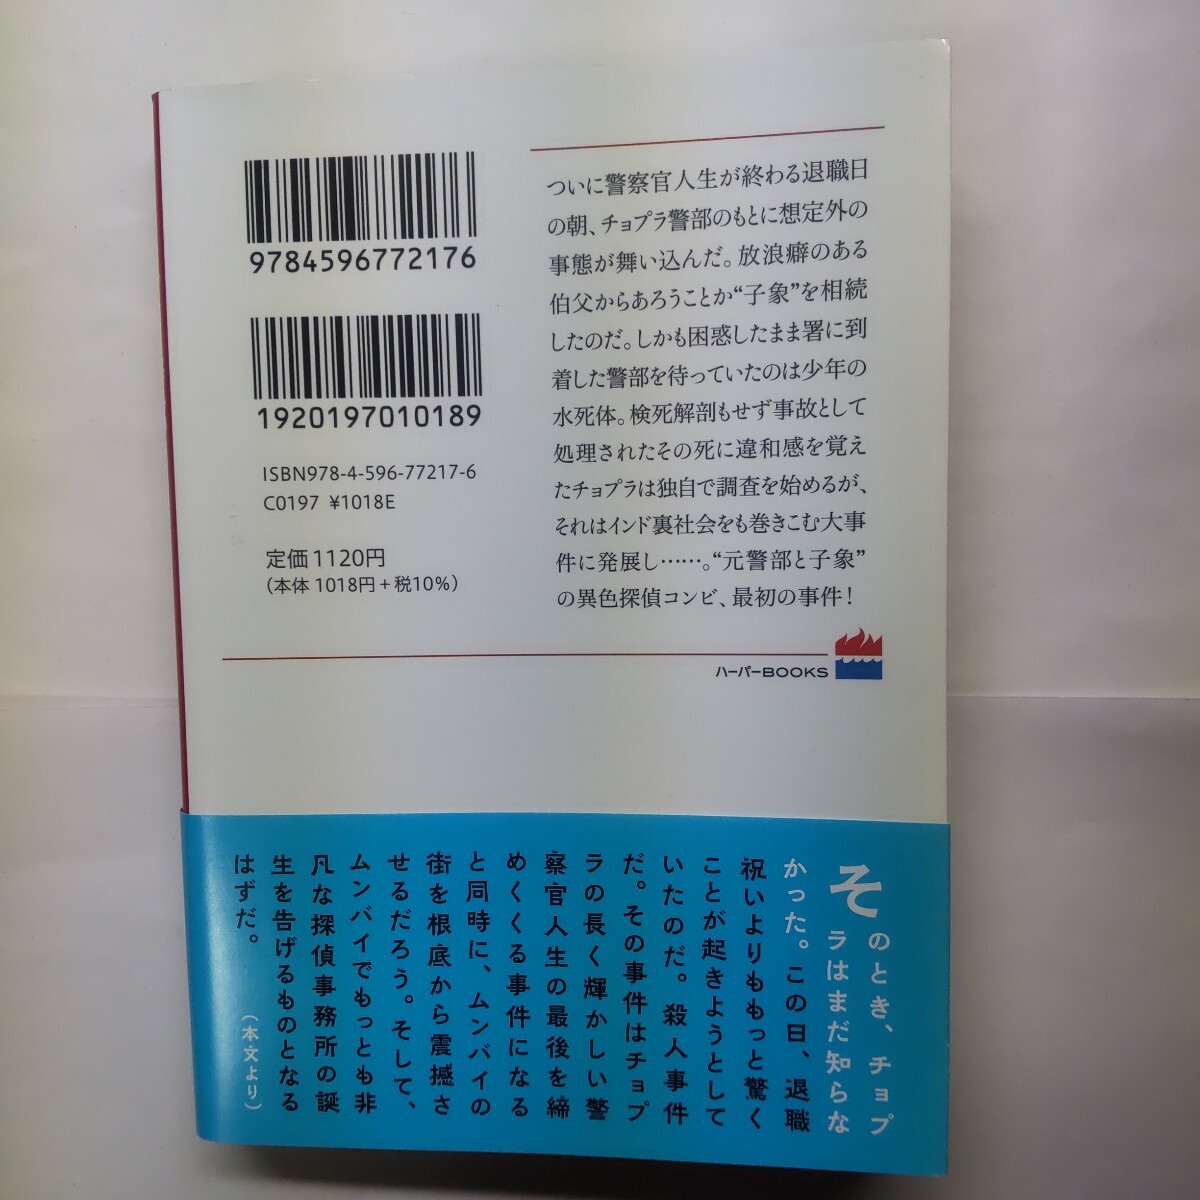 9784596772176
1920197010189
ISBN978-4-596-77217-6
C0197 ¥1018E
定価1120円
(本体 1018円+税10%)
ついに警察官人生が終わる退職日
の朝、チョプラ警部のもとに想定外の
事態が舞い込んだ。放浪癖のある
伯父からあろうことか“子象”を相続
したのだ。しかも困惑したまま署に到
着した警部を待っていたのは少年の
水死体。検死解剖もせず事故として
処理されたその死に違和感を覚え
たチョプラは独自で調査を始めるが、
それはインド裏社会をも巻きこむ大事
件に発展し……。“元警部と子象”
の異色探偵コンビ、最初の事件!
ハーパーBOOKS
そのとき、チョプ
ラはまだ知らな
かった。この日、退職
祝いよりももっと驚く
ことが起きようとして
いたのだ。殺人事件
だ。その事件はチョプ
ラの長く輝かしい警
察官人生の最後を締
めくくる事件になる
と同時に、ムンバイの
街を根底から震撼さ
せるだろう。そして、
ムンバイでもっとも非
凡な探偵事務所の誕
生を告げるものとなる
はずだ。
(本文より)